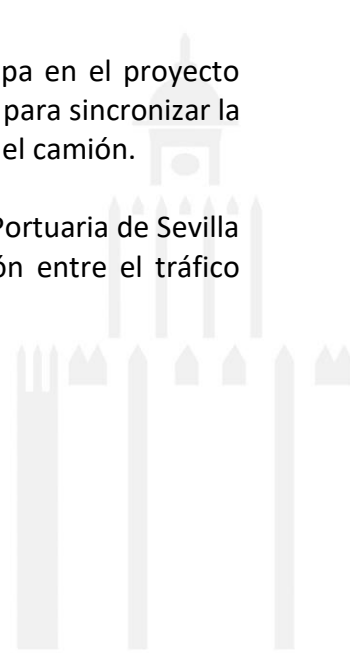 pa en el proyecto
para sincronizar la
el camión.
Portuaria de Sevilla
ón entre el tráfico